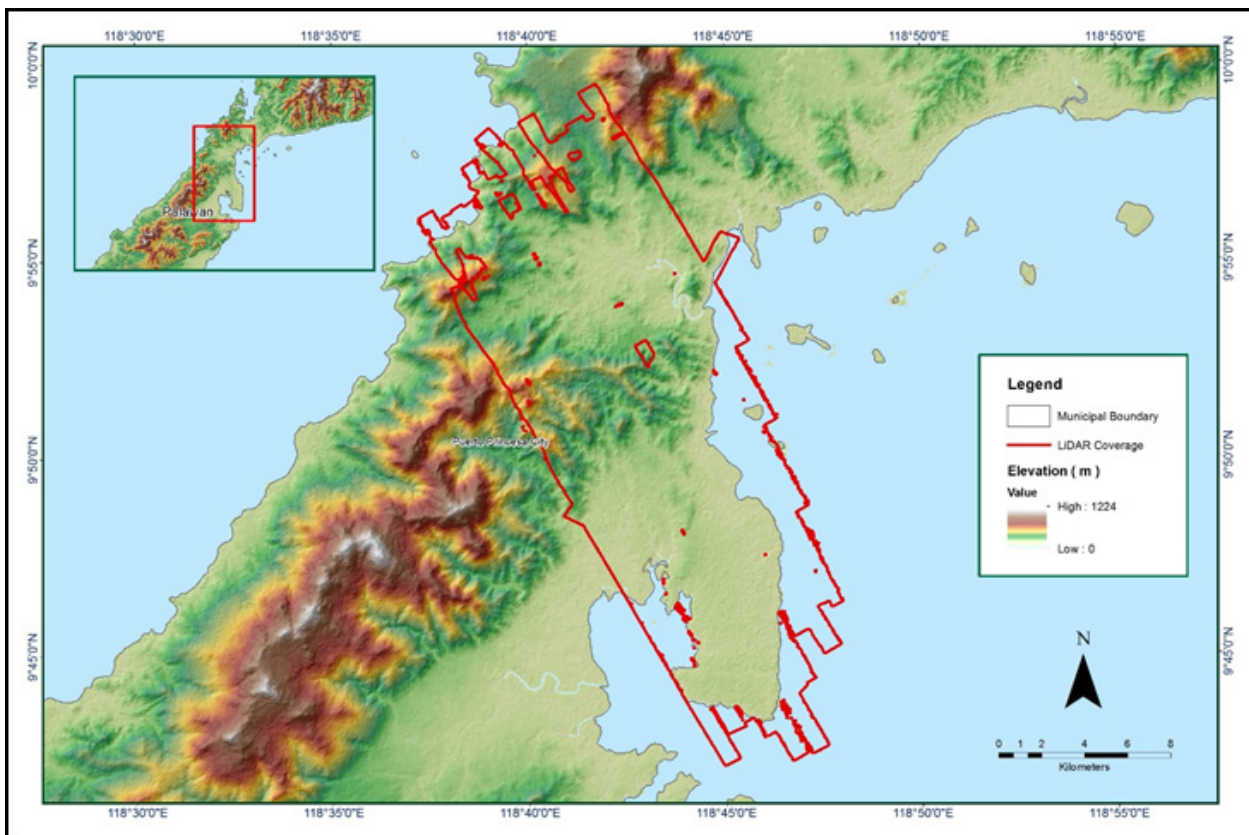 118°30'0"E 118°35'0"E 118°40'0"E 118°45'0"E 118°50'0"E 118°55'0"E
10°0'0"N 10°0'0"N
Palawan
9°55'0"N 9°55'0"N
Legend
Municipal Boundary
LiDAR Coverage
Puerto Princesa City
9°50'0"N 9°50'0"N
Elevation ( m )
Value
High : 1224
Low : 0
9°45'0"N 9°45'0"N
N
0 1 2 4 6 8
Kilometers
118°30'0"E 118°35'0"E 118°40'0"E 118°45'0"E 118°50'0"E 118°55'0"E